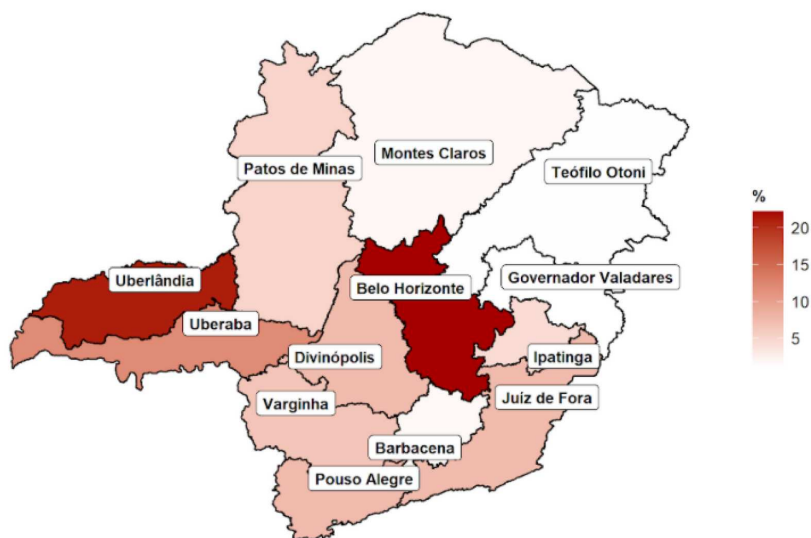 Montes Claros
Patos de Minas
Teófilo Otoni
%
20
15
10
5
Uberlândia
Belo Horizonte
Governador Valadares
Uberaba
Divinópolis
Ipatinga
Varginha
Juiz de Fora
Barbacena
Pouso Alegre